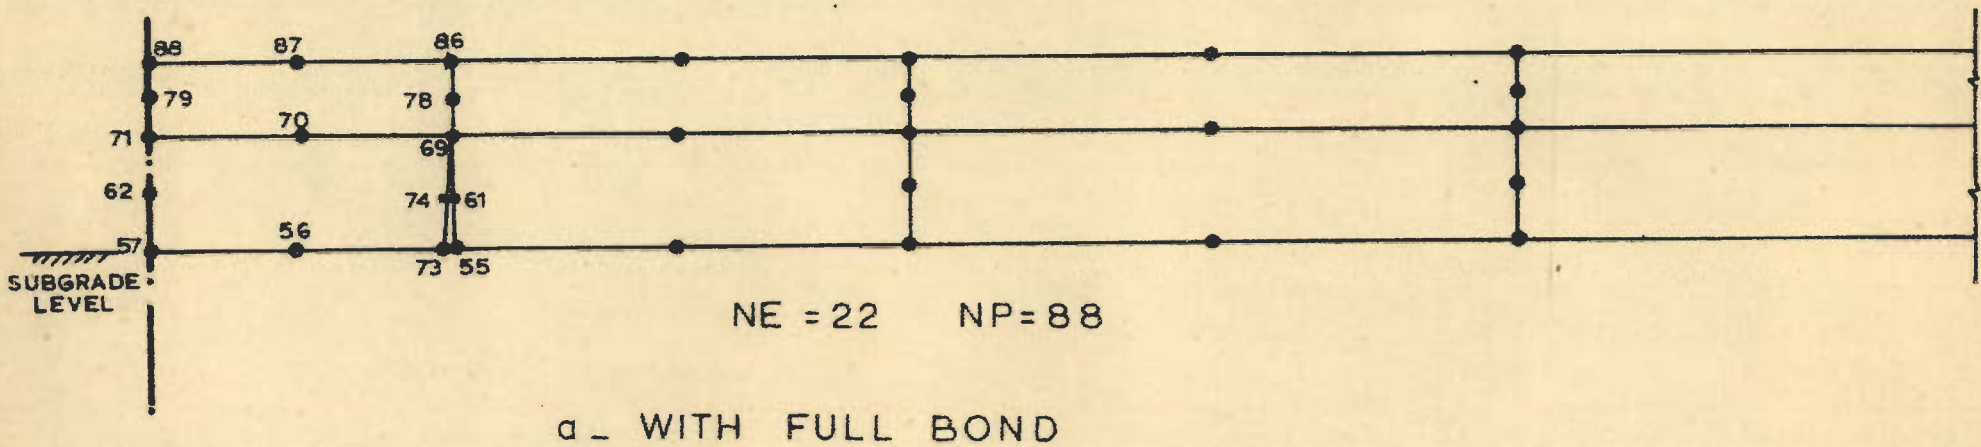 88 87 86
79 78
71 70 69
62 74 61
57 56 73 55
SUBGRADE
LEVEL
NE = 22 NP = 88
a - WITH FULL BOND